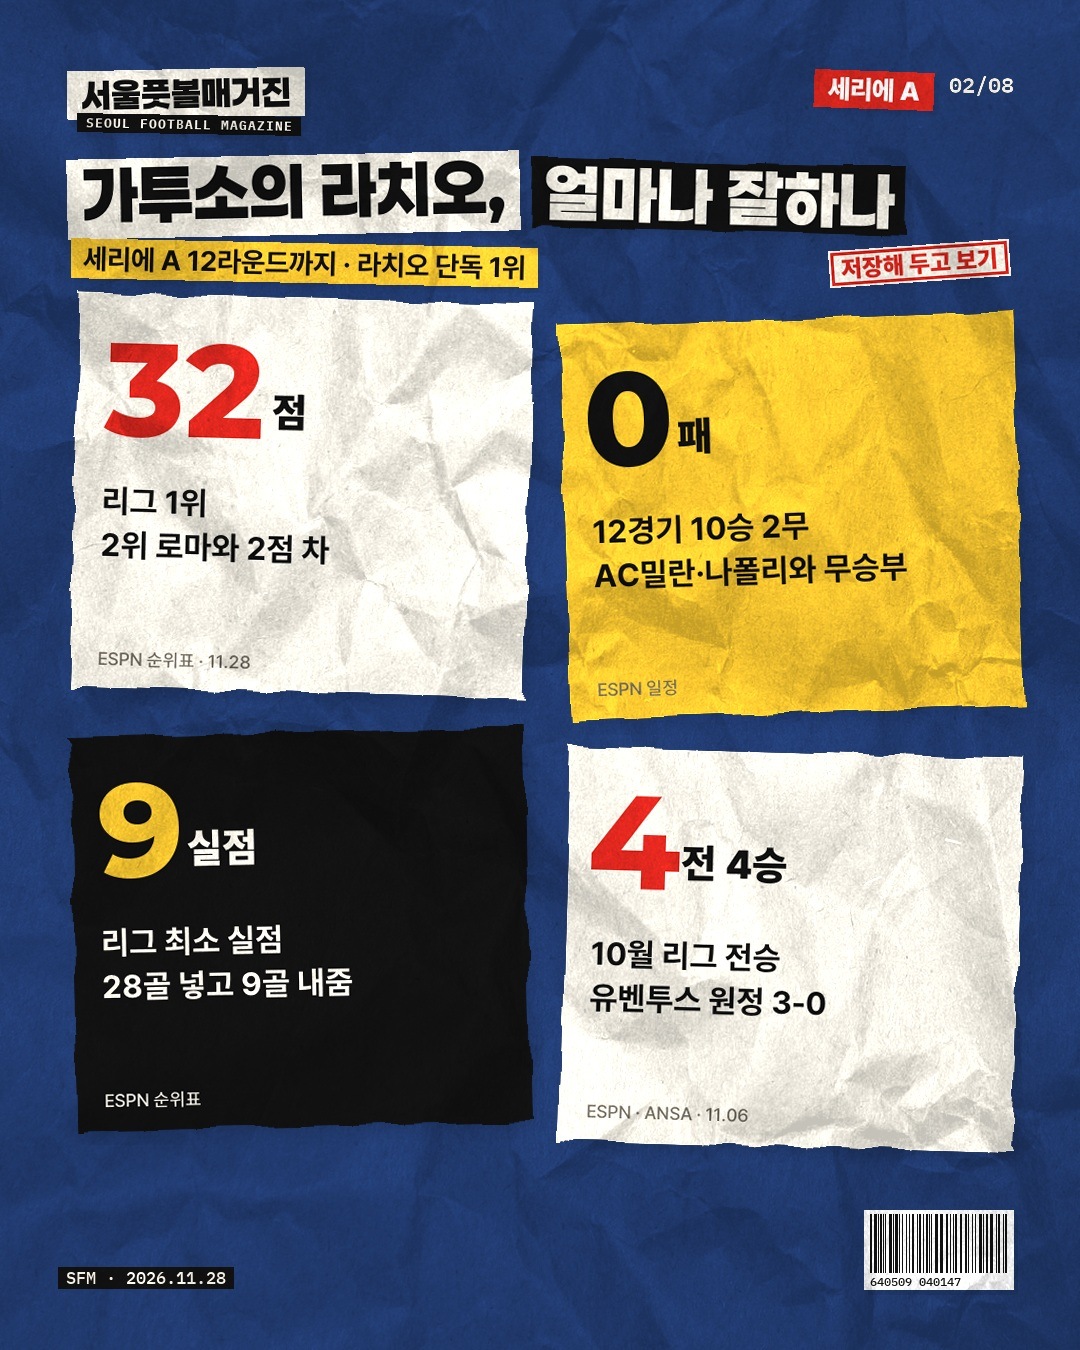 서울풋볼매거진
SEOUL FOOTBALL MAGAZINE
세리에 A
02/08
가투소의 라치오, 얼마나 잘하나
세리에 A 12라운드까지 · 라치오 단독 1위
저장해 두고 보기
32 점
리그 1위
2위 로마와 2점 차
ESPN 순위표 · 11.28
0 패
12경기 10승 2무
AC밀란·나폴리와 무승부
ESPN 일정
9 실점
리그 최소 실점
28골 넣고 9골 내줌
ESPN 순위표
4전 4승
10월 리그 전승
유벤투스 원정 3-0
ESPN · ANSA · 11.06
SFM · 2026.11.28
640509 040147